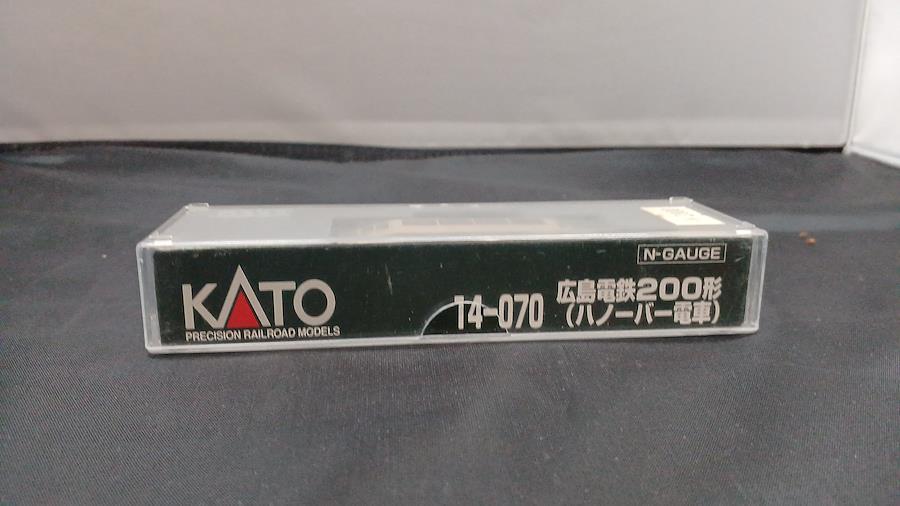 KATO
PRECISION RAILROAD MODELS
14-070
N-GAUGE
広島電鉄200形
(ハノーバー電車)